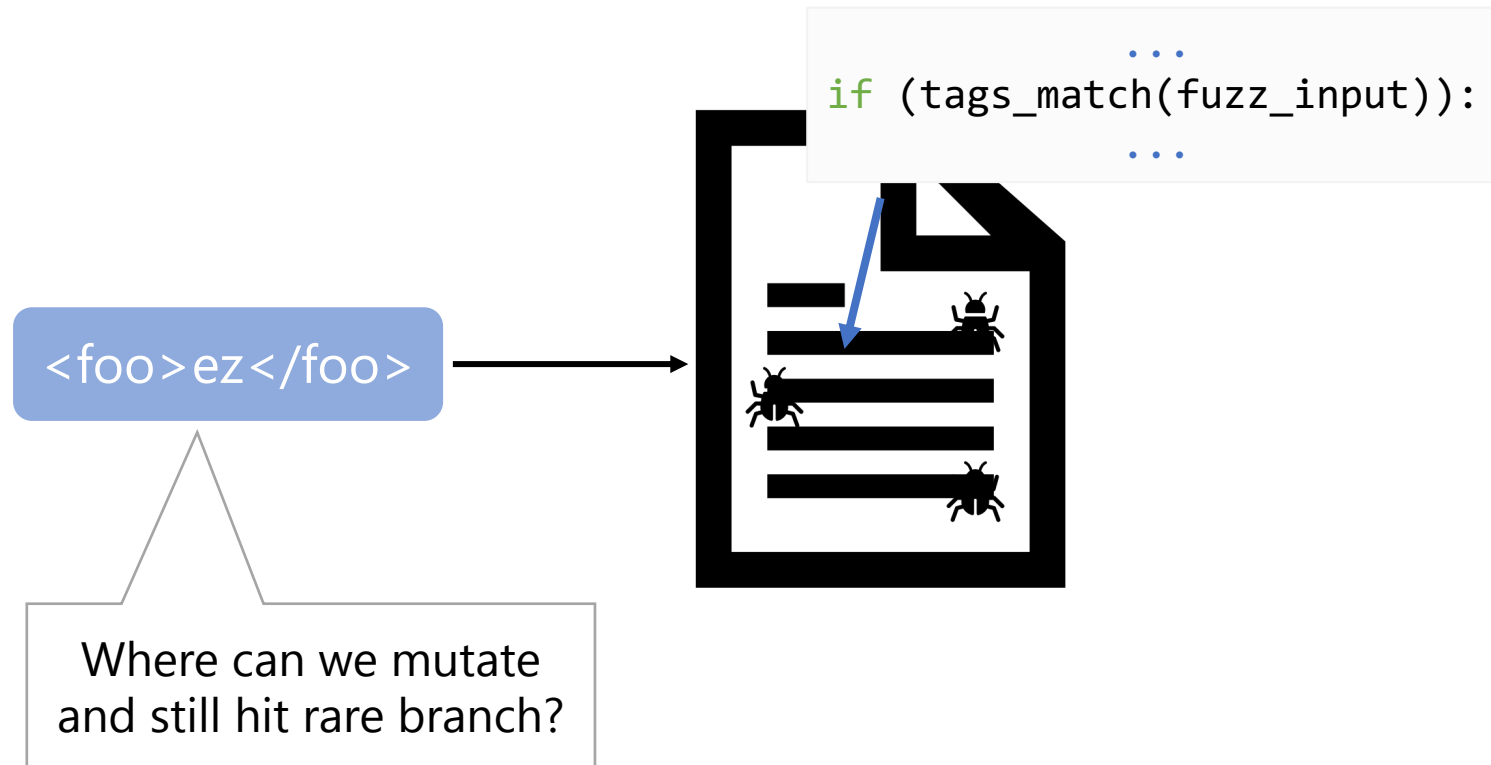 ...
if (tags_match(fuzz_input)):
...
<foo>ez</foo>
Where can we mutate
and still hit rare branch?